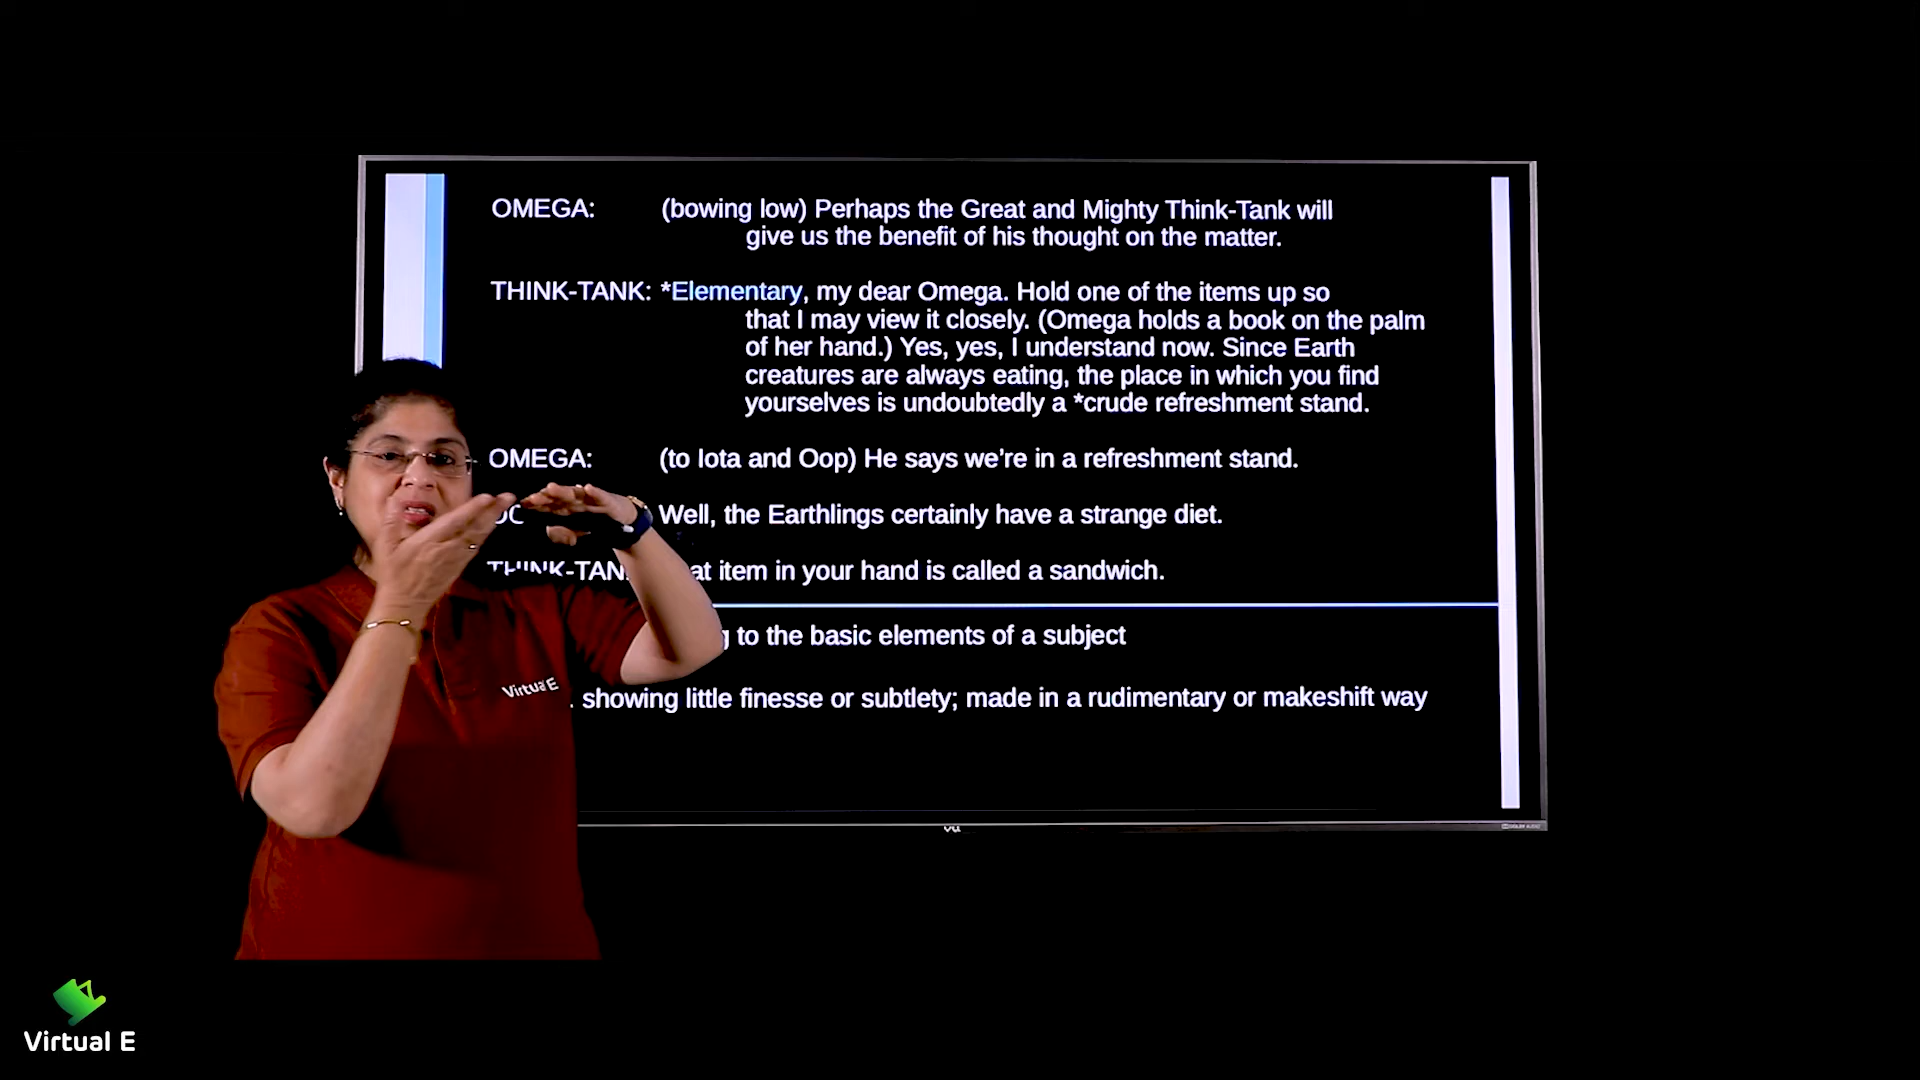 OMEGA: (bowing low) Perhaps the Great and Mighty Think-Tank will
give us the benefit of his thought on the matter.
THINK-TANK: *Elementary, my dear Omega. Hold one of the items up so
that I may view it closely. (Omega holds a book on the palm
of her hand.) Yes, yes, I understand now. Since Earth
creatures are always eating, the place in which you find
yourselves is undoubtedly a *crude refreshment stand.
OMEGA: (to Iota and Oop) He says we’re in a refreshment stand.
Well, the Earthlings certainly have a strange diet.
item in your hand is called a sandwich.
to the basic elements of a subject
showing little finesse or subtlety; made in a rudimentary or makeshift way
Virtual E
Virtual E